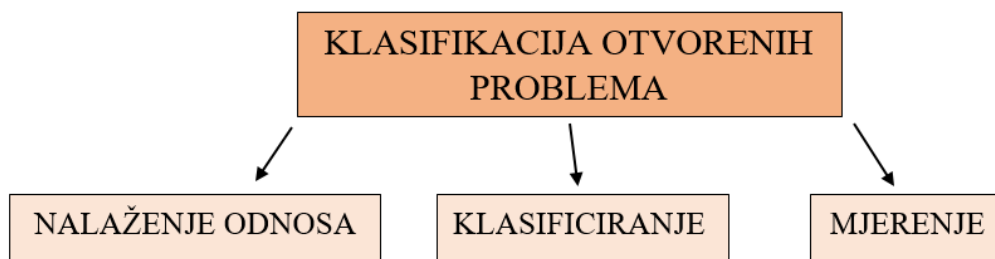 KLASIFIKACIJA OTVORENIH
PROBLEMA
NALAŽENJE ODNOSA
KLASIFICIRANJE
MJERENJE